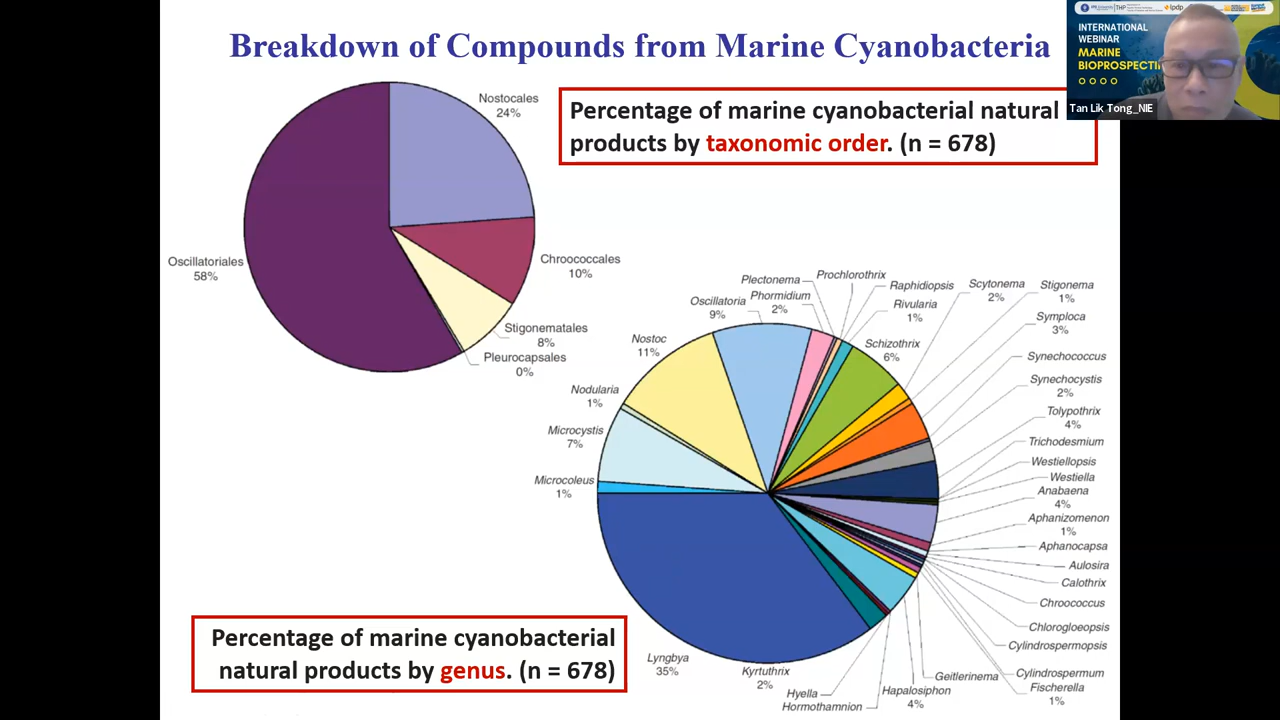 Breakdown of Compounds from Marine Cyanobacteria
INTERNATIONAL
WEBINAR
MARINE
Tan Lik Tong_NIE
Percentage of marine cyanobacterial natural
products by taxonomic order. (n = 678)
Nostocales
24%
Chroococcales
10%
Stigonematales
8%
Pleurocapsales
0%
Oscillatoriales
58%
Plectonema
Prochlorothrix
Raphidiopsis
Phormidium
2%
Oscillatoria
9%
Rivularia
1%
Scytonema
2%
Stigonema
1%
Symploca
3%
Schizothrix
6%
Nostoc
11%
Synechococcus
Synechocystis
2%
Nodularia
1%
Tolypothrix
4%
Microcystis
7%
Trichodesmium
Westiellopsis
Westiella
Microcoleus
1%
Anabaena
4%
Aphanizomenon
1%
Aphanocapsa
Aulosira
Calothrix
Chroococcus
Chlorogloeopsis
Cylindrospermopsis
Cylindrospermum
Fischerella
1%
Geitlerinema
Hapalosiphon
4%
Hormothamnion
Hyella
Kyrtuthrix
2%
Lyngbya
35%
Percentage of marine cyanobacterial
natural products by genus. (n = 678)